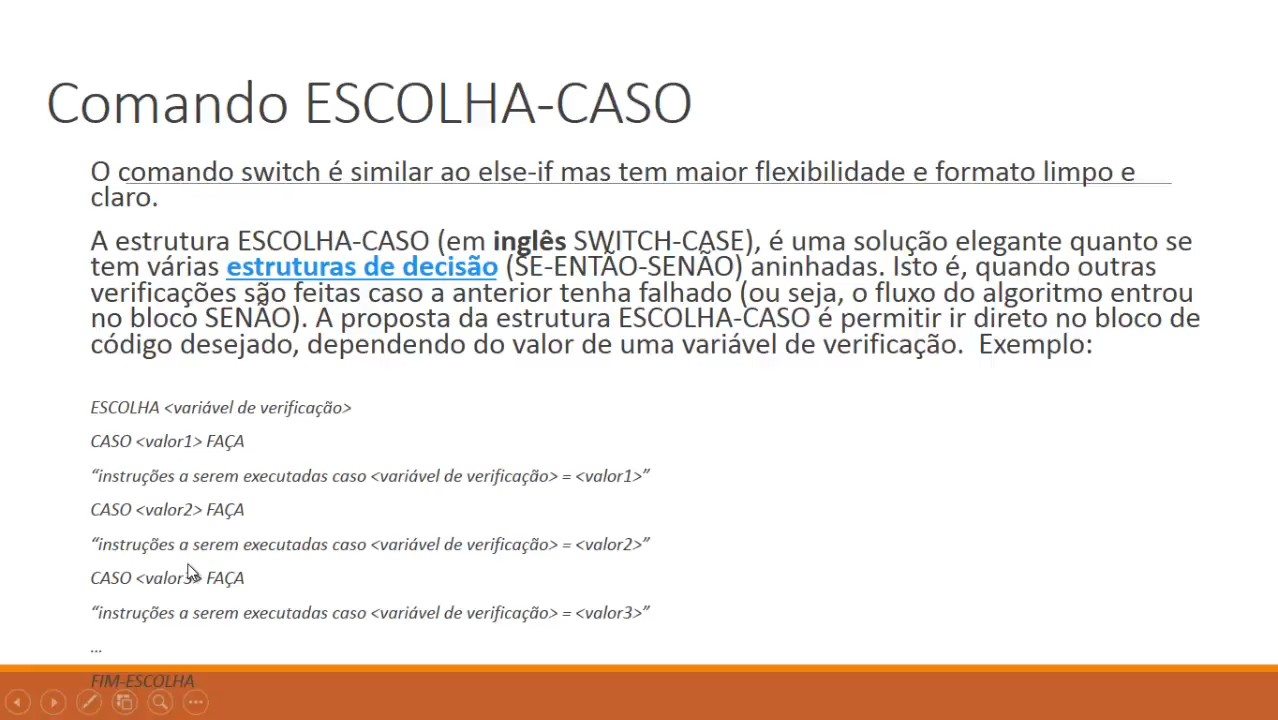 Comando ESCOLHA-CASO
O comando switch é similar ao else-if mas tem maior flexibilidade e formato limpo e
claro.
A estrutura ESCOLHA-CASO (em inglês SWITCH-CASE), é uma solução elegante quanto se
tem várias estruturas de decisão (SE-ENTÃO-SENÃO) aninhadas. Isto é, quando outras
verificações são feitas caso a anterior tenha falhado (ou seja, o fluxo do algoritmo entrou
no bloco SENÃO). A proposta da estrutura ESCOLHA-CASO é permitir ir direto no bloco de
código desejado, dependendo do valor de uma variável de verificação.  Exemplo:
ESCOLHA <variável de verificação>
CASO <valor1> FAÇA
“instruções a serem executadas caso <variável de verificação> = <valor1>”
CASO <valor2> FAÇA
“instruções a serem executadas caso <variável de verificação> = <valor2>”
CASO <valor3> FAÇA
“instruções a serem executadas caso <variável de verificação> = <valor3>”
...
FIM-ESCOLHA